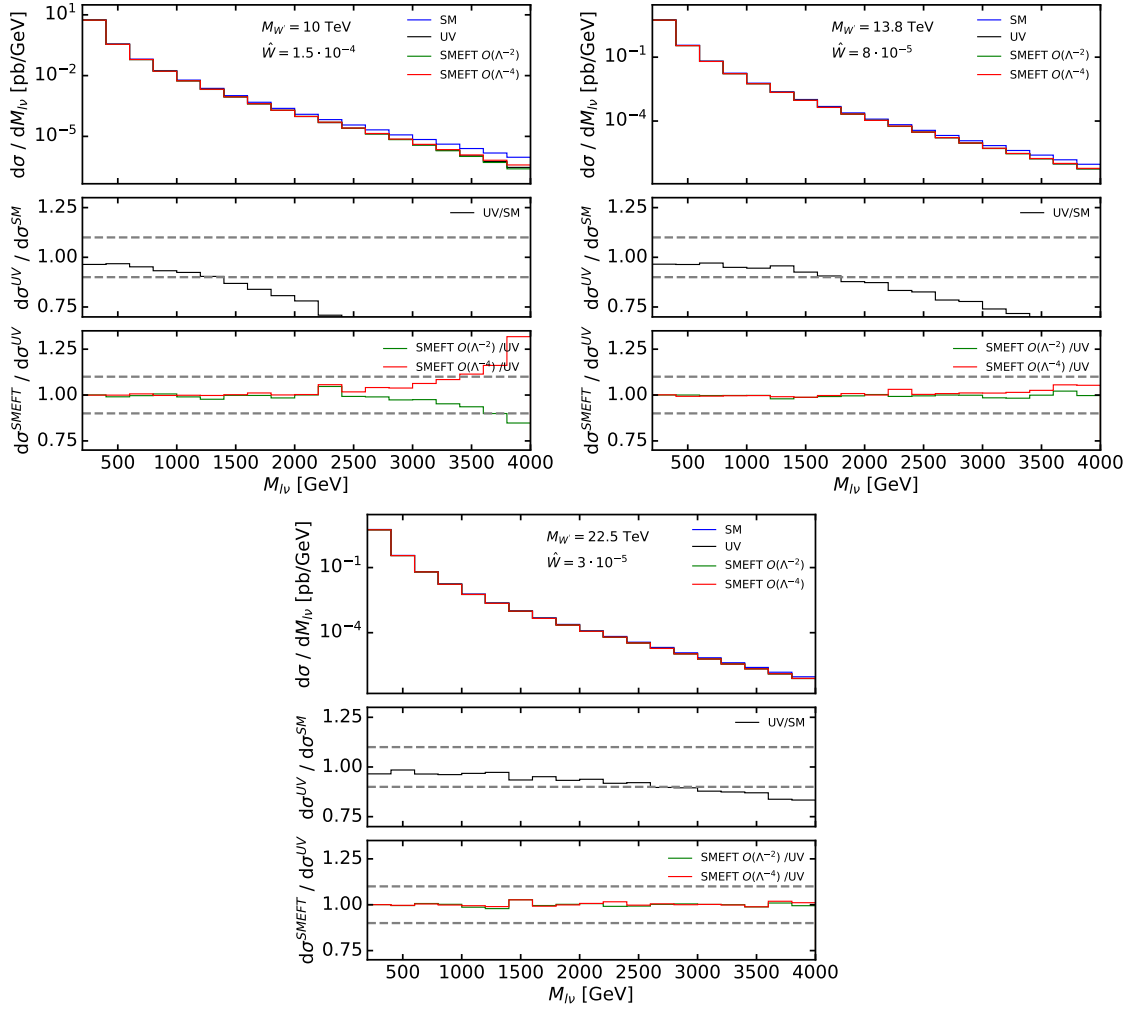 dσ / dM_{lν} [pb/GeV]
10^1
10^{-2}
10^{-5}
M_{W'} = 10 TeV
Ŵ = 1.5 · 10^{-4}
SM
UV
SMEFT O(Λ^{-2})
SMEFT O(Λ^{-4})
dσ^{UV} / dσ^{SM}
1.25
1.00
0.75
UV/SM
dσ^{SMEFT} / dσ^{UV}
1.25
1.00
0.75
SMEFT O(Λ^{-2}) /UV
SMEFT O(Λ^{-4}) /UV
500 1000 1500 2000 2500 3000 3500 4000
M_{lν} [GeV]
dσ / dM_{lν} [pb/GeV]
10^{-1}
10^{-4}
M_{W'} = 13.8 TeV
Ŵ = 8 · 10^{-5}
SM
UV
SMEFT O(Λ^{-2})
SMEFT O(Λ^{-4})
dσ^{UV} / dσ^{SM}
1.25
1.00
0.75
UV/SM
dσ^{SMEFT} / dσ^{UV}
1.25
1.00
0.75
SMEFT O(Λ^{-2}) /UV
SMEFT O(Λ^{-4}) /UV
500 1000 1500 2000 2500 3000 3500 4000
M_{lν} [GeV]
dσ / dM_{lν} [pb/GeV]
10^{-1}
10^{-4}
M_{W'} = 22.5 TeV
Ŵ = 3 · 10^{-5}
SM
UV
SMEFT O(Λ^{-2})
SMEFT O(Λ^{-4})
dσ^{UV} / dσ^{SM}
1.25
1.00
0.75
UV/SM
dσ^{SMEFT} / dσ^{UV}
1.25
1.00
0.75
SMEFT O(Λ^{-2}) /UV
SMEFT O(Λ^{-4}) /UV
500 1000 1500 2000 2500 3000 3500 4000
M_{lν} [GeV]